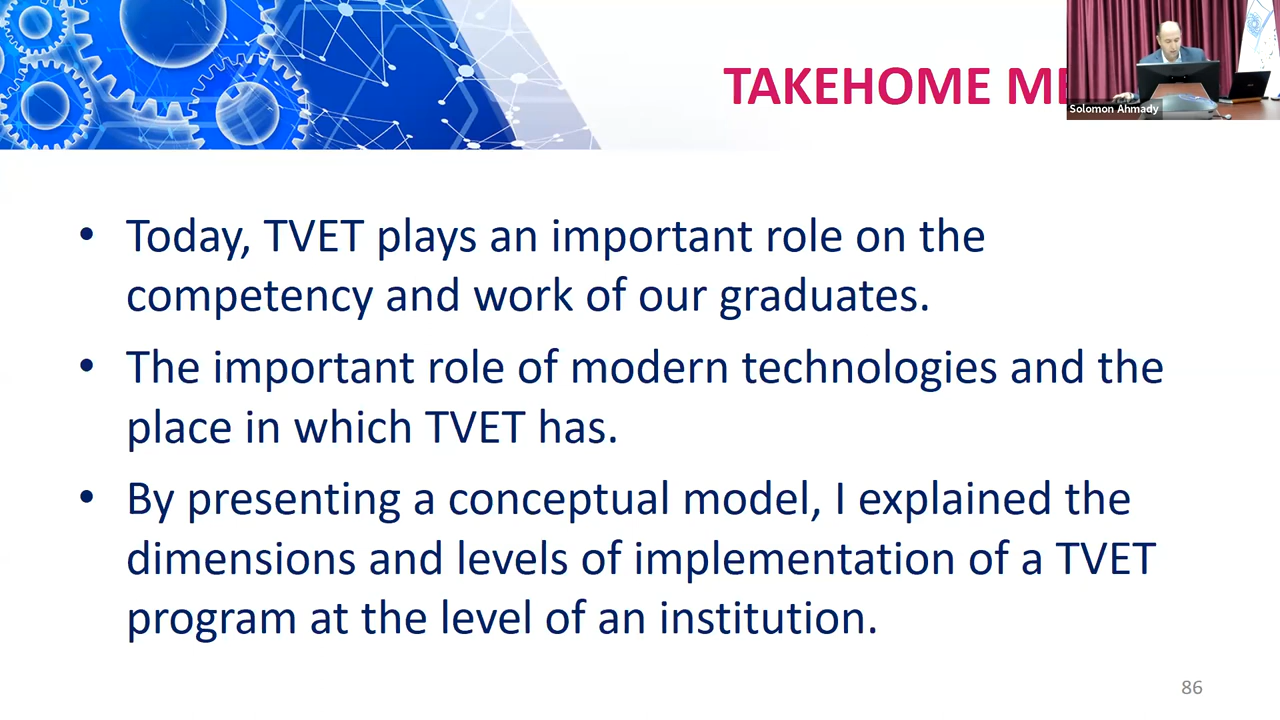 TAKEHOME
Solomon Ahmady
• Today, TVET plays an important role on the
competency and work of our graduates.
• The important role of modern technologies and the
place in which TVET has.
• By presenting a conceptual model, I explained the
dimensions and levels of implementation of a TVET
program at the level of an institution.
86